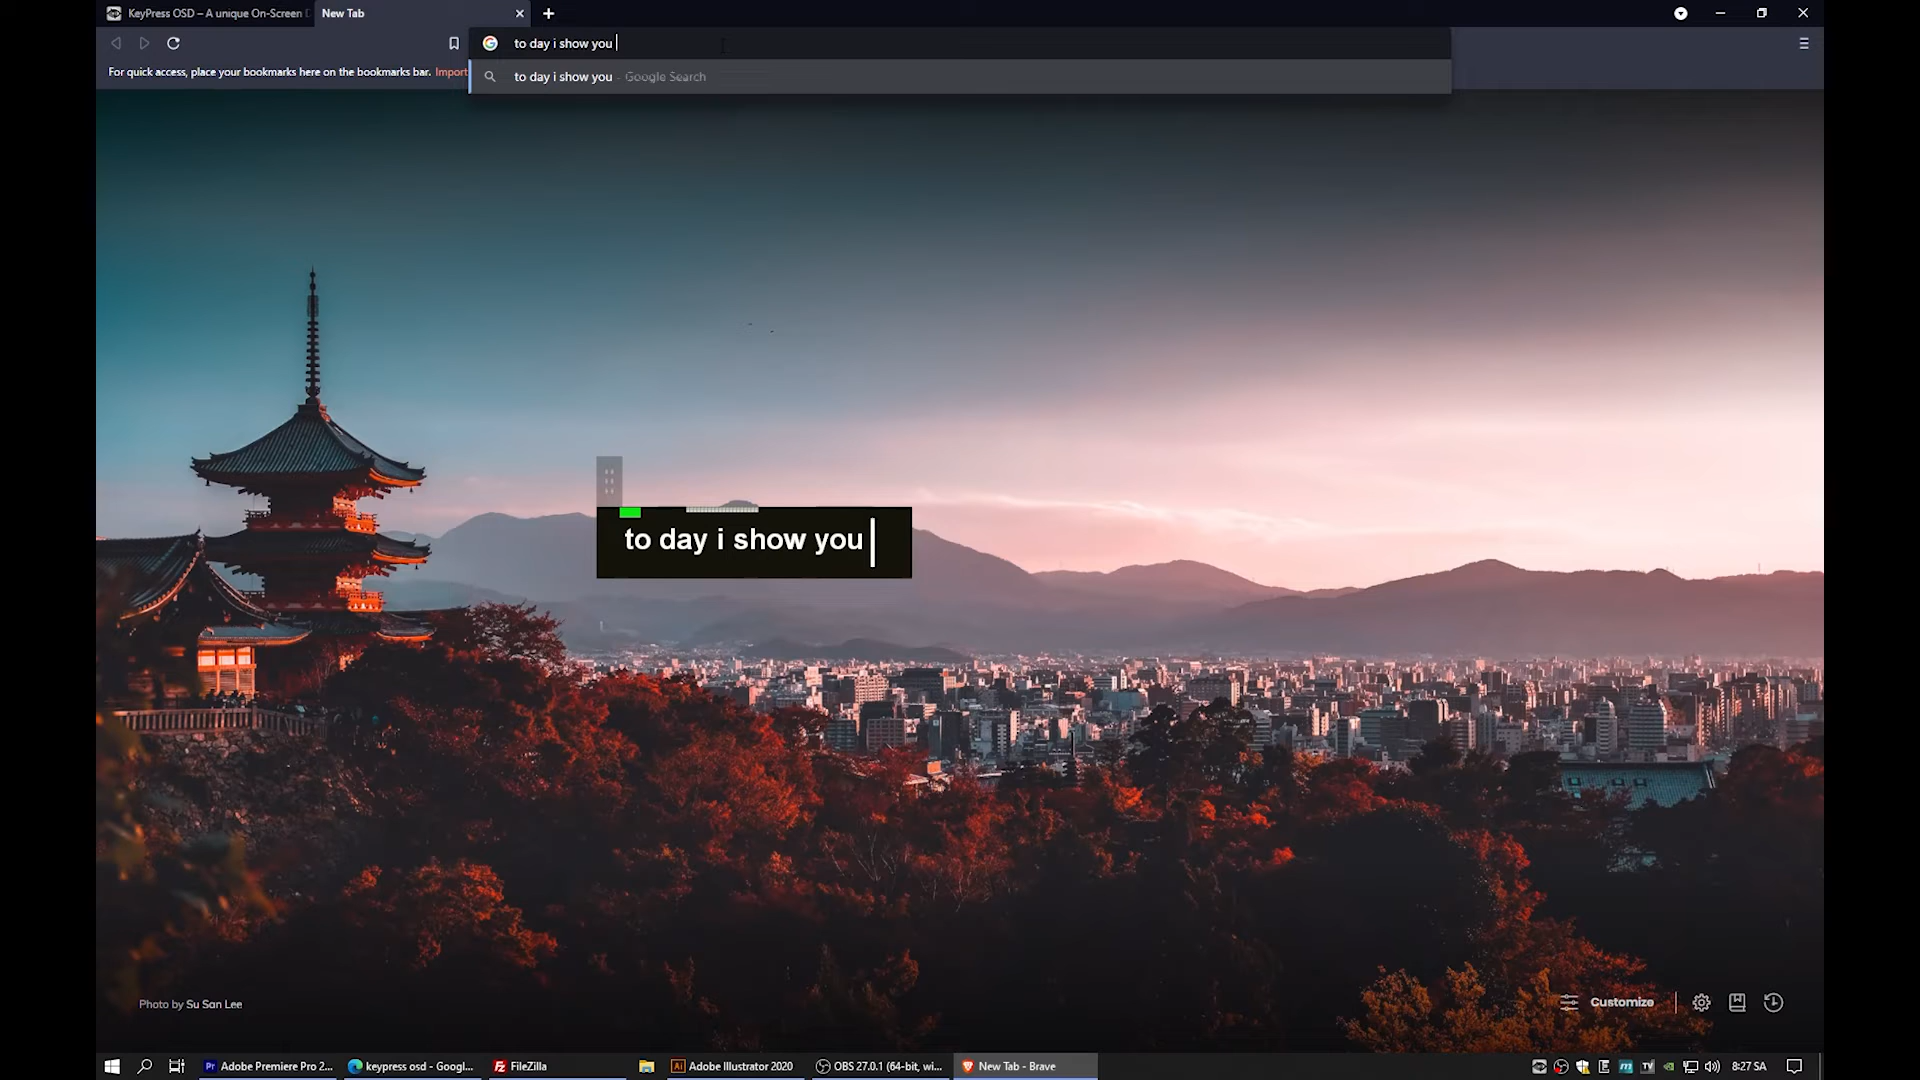 KeyPress OSD – A unique On-Screen
New Tab
to day i show you
For quick access, place your bookmarks here on the bookmarks bar. Import
to day i show you - Google Search
to day i show you
Photo by Su San Lee
Customize
Adobe Premiere Pro 2...
keypress osd - Googl...
FileZilla
Adobe Illustrator 2020
OBS 27.0.1 (64-bit, wi...
New Tab - Brave
8:27 SA